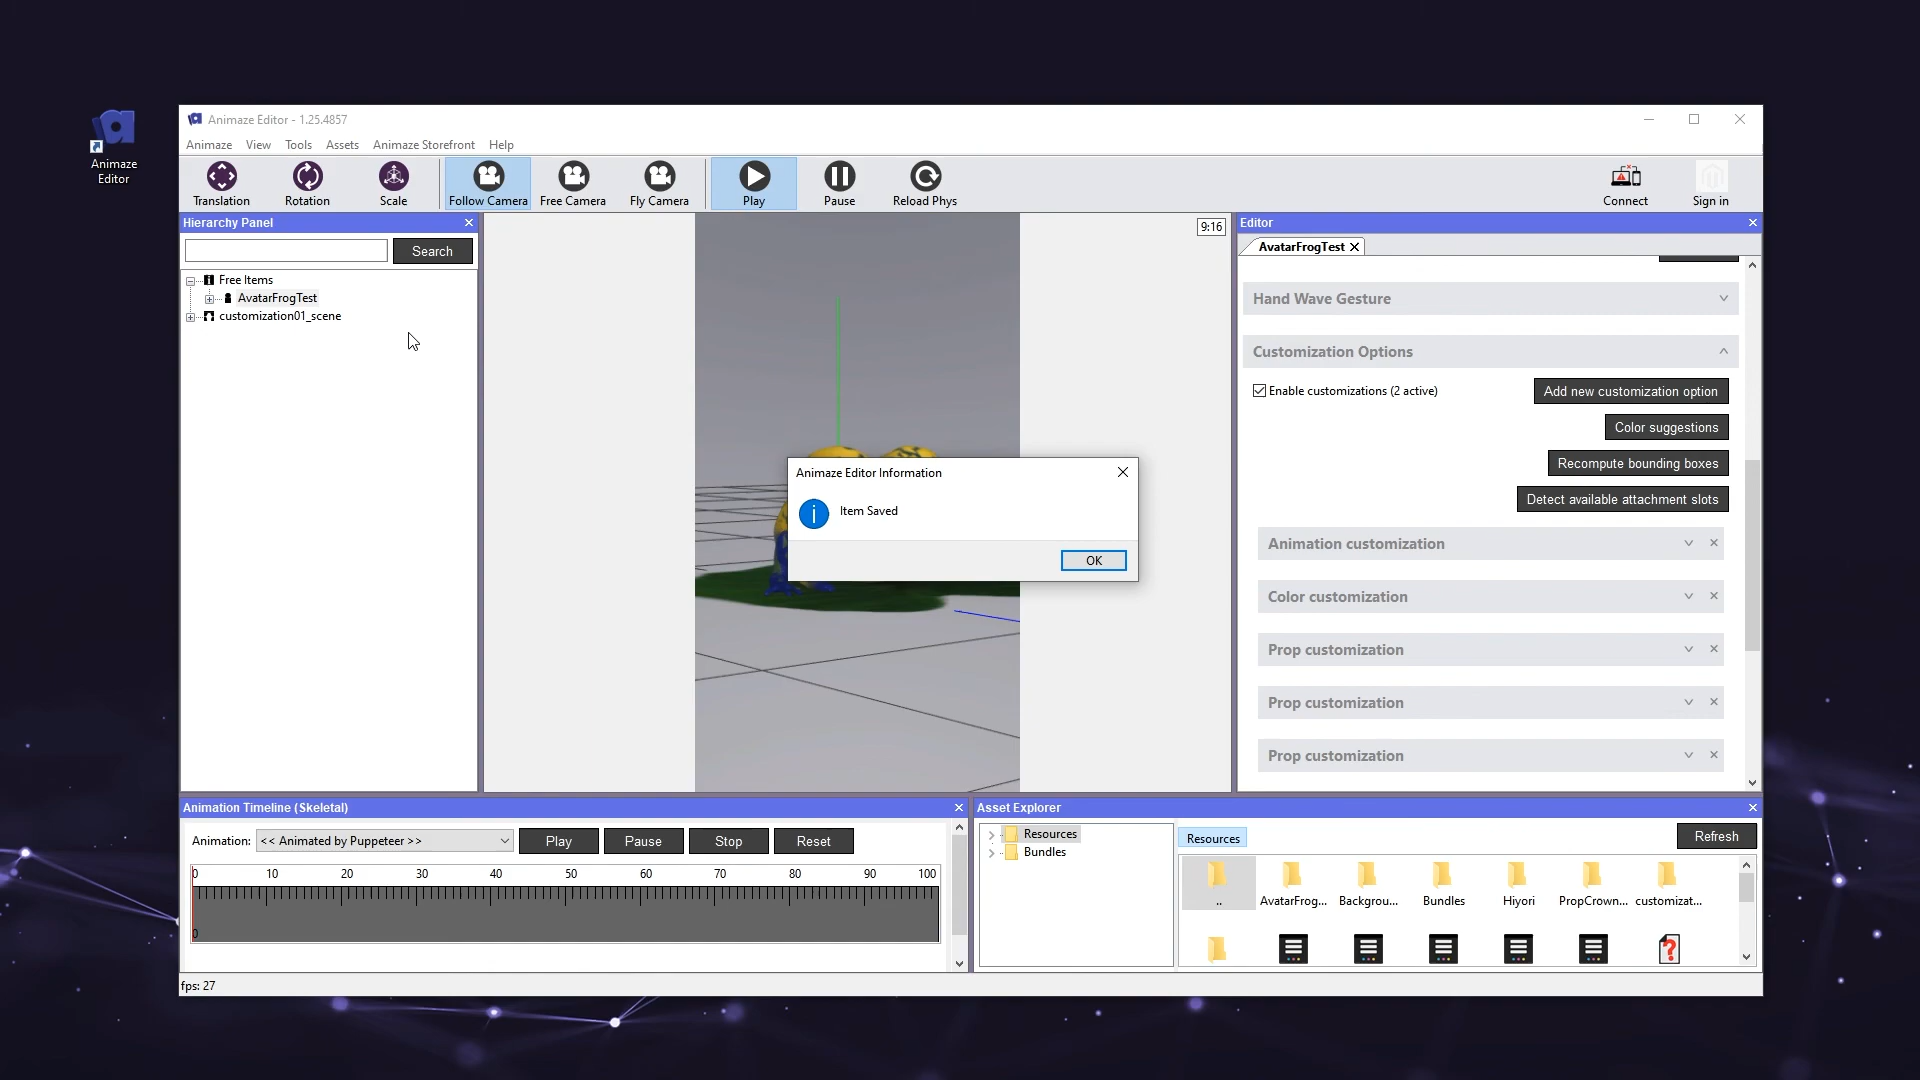 Animaze
Editor
Animaze Editor - 1.25.4857
Animaze View Tools Assets Animaze Storefront Help
Translation Rotation Scale Follow Camera Free Camera Fly Camera Play Pause Reload Phys Connect Sign in
Hierarchy Panel
Search
Free Items
AvatarFrogTest
customization01_scene
9:16
Animaze Editor Information
Item Saved
OK
Editor
AvatarFrogTest
Hand Wave Gesture
Customization Options
Enable customizations (2 active)
Add new customization option
Color suggestions
Recompute bounding boxes
Detect available attachment slots
Animation customization
Color customization
Prop customization
Prop customization
Prop customization
Animation Timeline (Skeletal)
Animation: << Animated by Puppeteer >> Play Pause Stop Reset
0 10 20 30 40 50 60 70 80 90 100
0
Asset Explorer
Resources
Bundles
Resources
Refresh
.. AvatarFrog... Backgrou... Bundles Hiyori PropCrown... customizat...
fps: 27